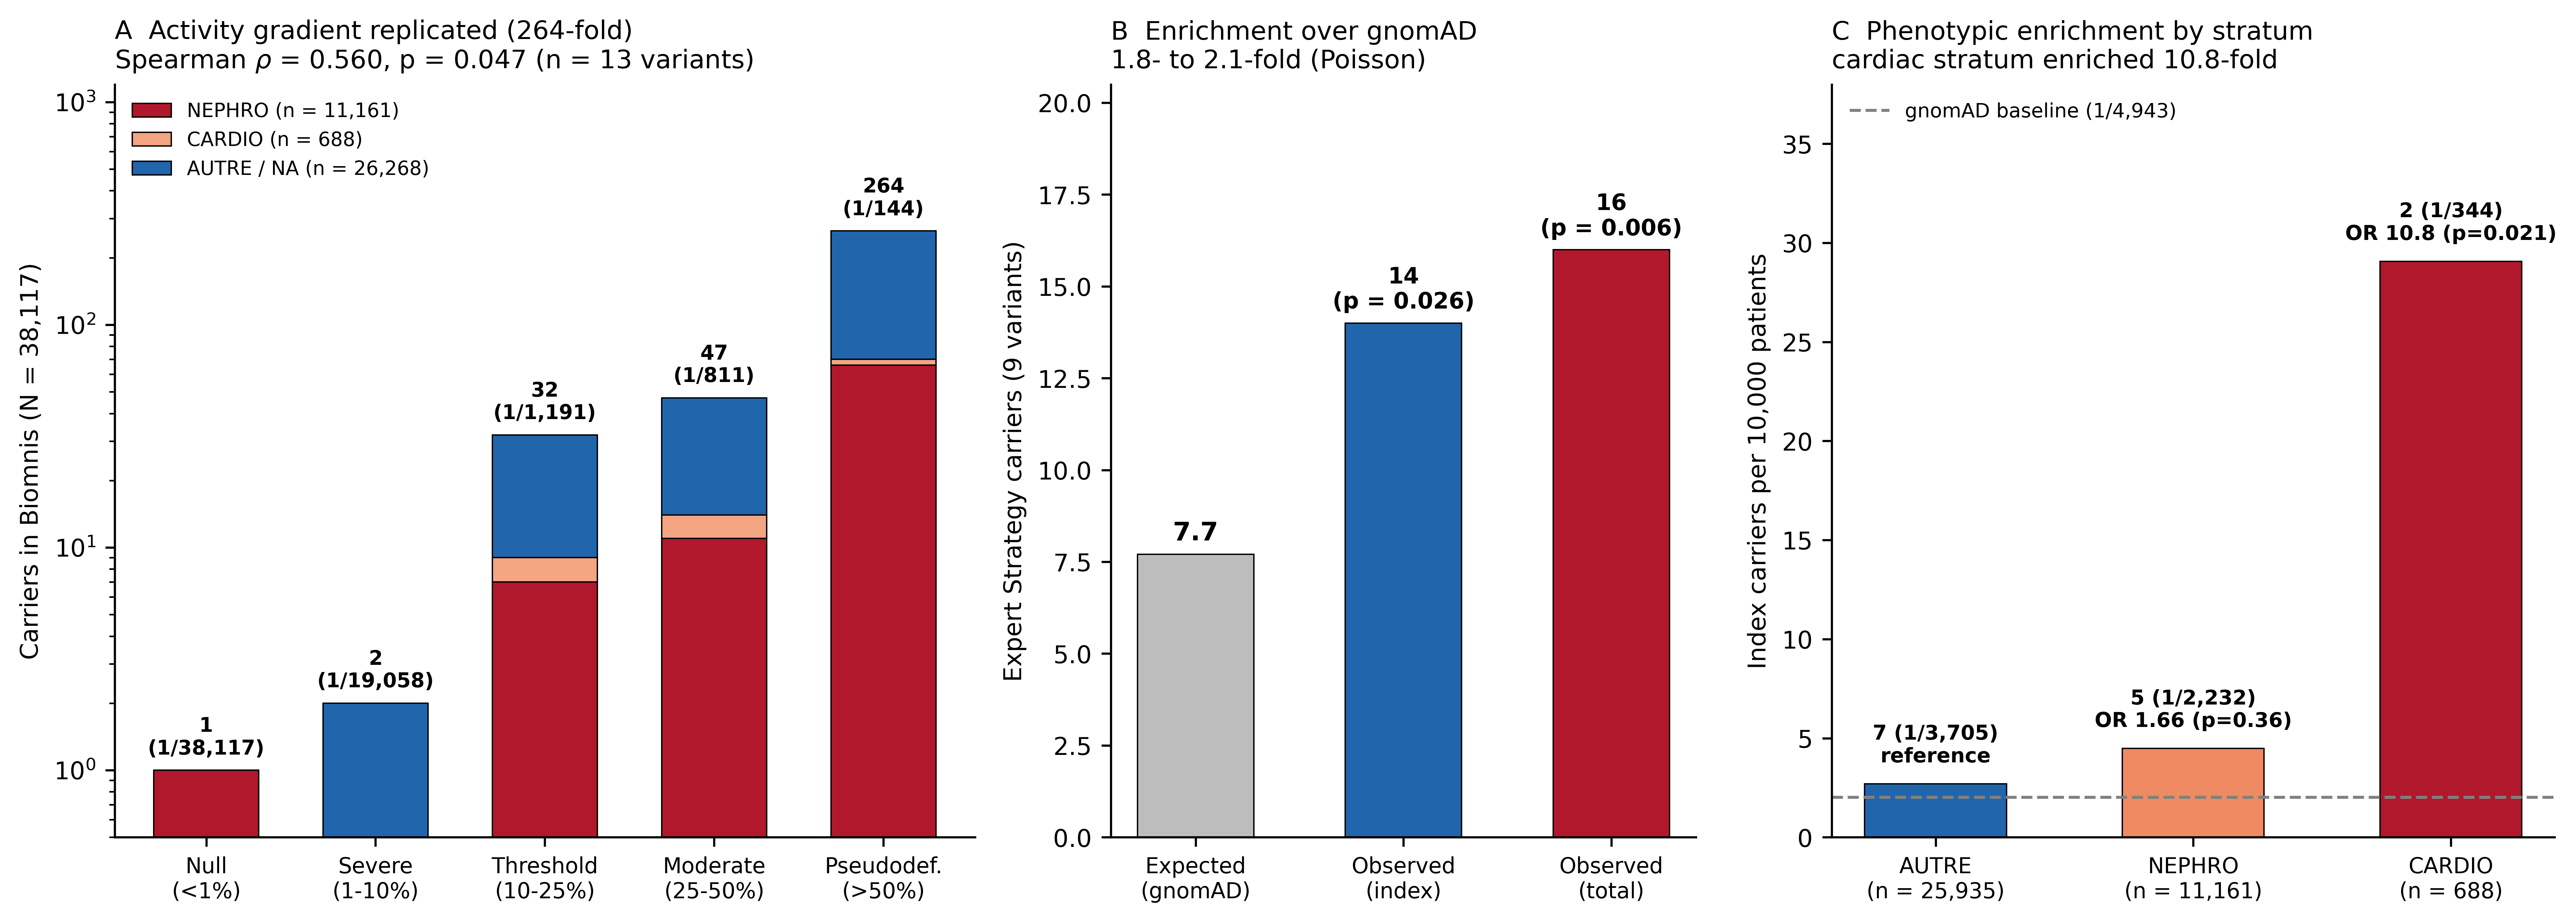 A  Activity gradient replicated (264-fold)
Spearman ρ = 0.560, p = 0.047 (n = 13 variants)
Carriers in Biomnis (N = 38,117)
10³
10²
10¹
10⁰
NEPHRO (n = 11,161)
CARDIO (n = 688)
AUTRE / NA (n = 26,268)
1
(1/38,117)
2
(1/19,058)
32
(1/1,191)
47
(1/811)
264
(1/144)
Null
(<1%)
Severe
(1-10%)
Threshold
(10-25%)
Moderate
(25-50%)
Pseudodef.
(>50%)
B  Enrichment over gnomAD
1.8- to 2.1-fold (Poisson)
Expert Strategy carriers (9 variants)
20.0
17.5
15.0
12.5
10.0
7.5
5.0
2.5
0.0
7.7
14
(p = 0.026)
16
(p = 0.006)
Expected
(gnomAD)
Observed
(index)
Observed
(total)
C  Phenotypic enrichment by stratum
cardiac stratum enriched 10.8-fold
Index carriers per 10,000 patients
35
30
25
20
15
10
5
0
gnomAD baseline (1/4,943)
7 (1/3,705)
reference
5 (1/2,232)
OR 1.66 (p=0.36)
2 (1/344)
OR 10.8 (p=0.021)
AUTRE
(n = 25,935)
NEPHRO
(n = 11,161)
CARDIO
(n = 688)